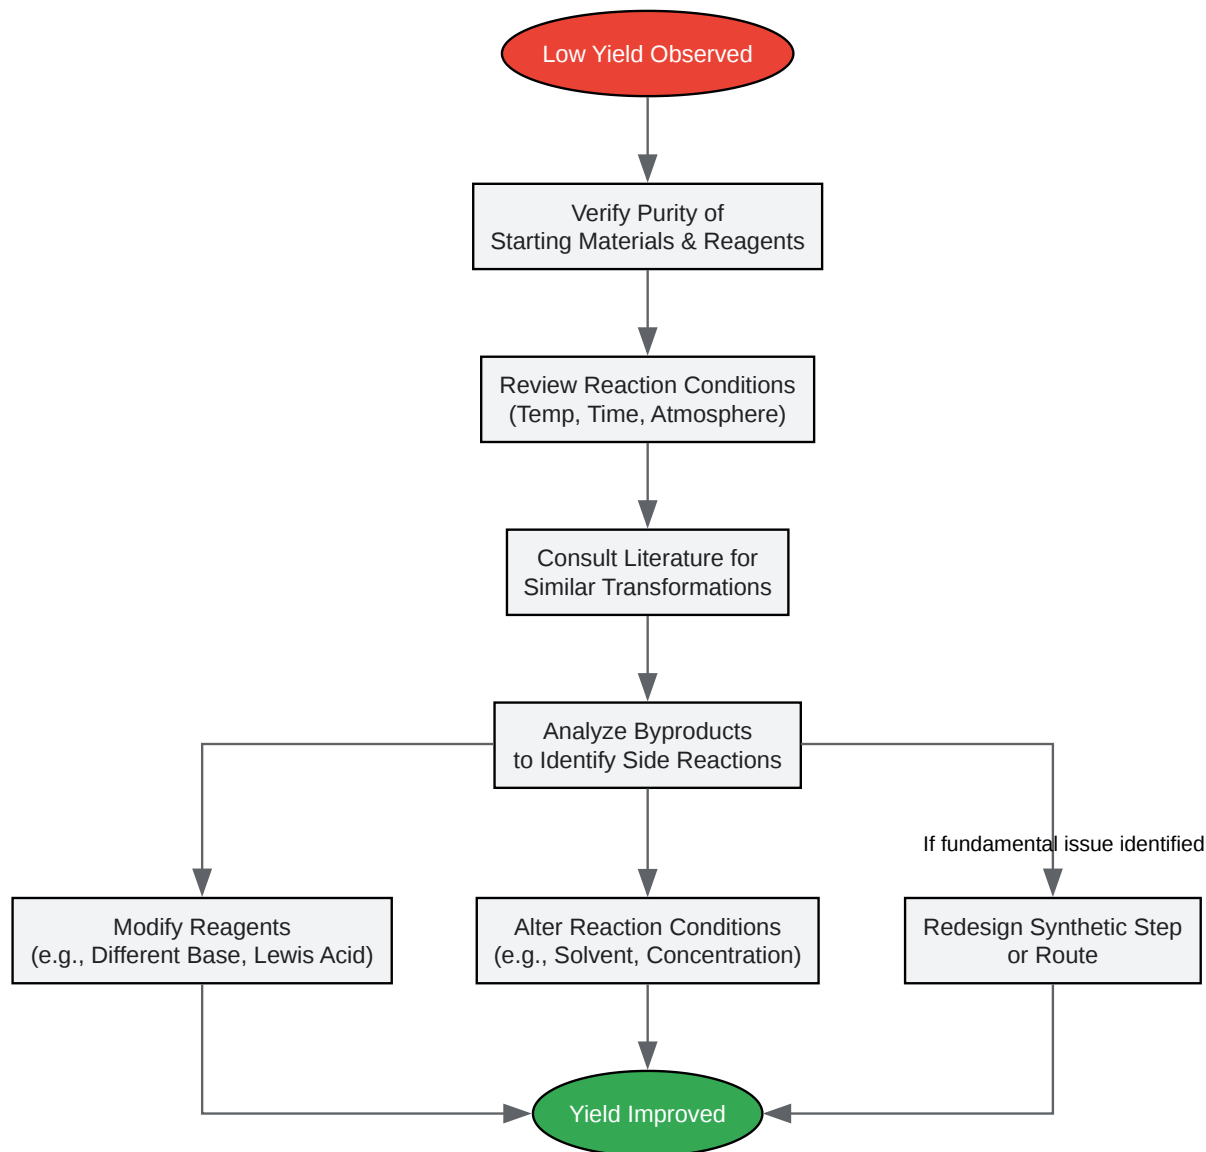 Low Yield Observed
Verify Purity of
Starting Materials & Reagents
Review Reaction Conditions
(Temp, Time, Atmosphere)
Consult Literature for
Similar Transformations
Analyze Byproducts
to Identify Side Reactions
If fundamental issue identified
Modify Reagents
(e.g., Different Base, Lewis Acid)
Alter Reaction Conditions
(e.g., Solvent, Concentration)
Redesign Synthetic Step
or Route
Yield Improved